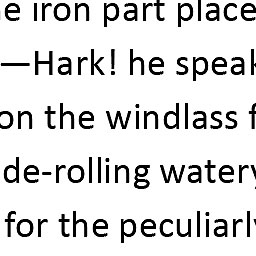 e iron part place
—Hark! he speak
on the windlass f
de-rolling watery
for the peculiarly